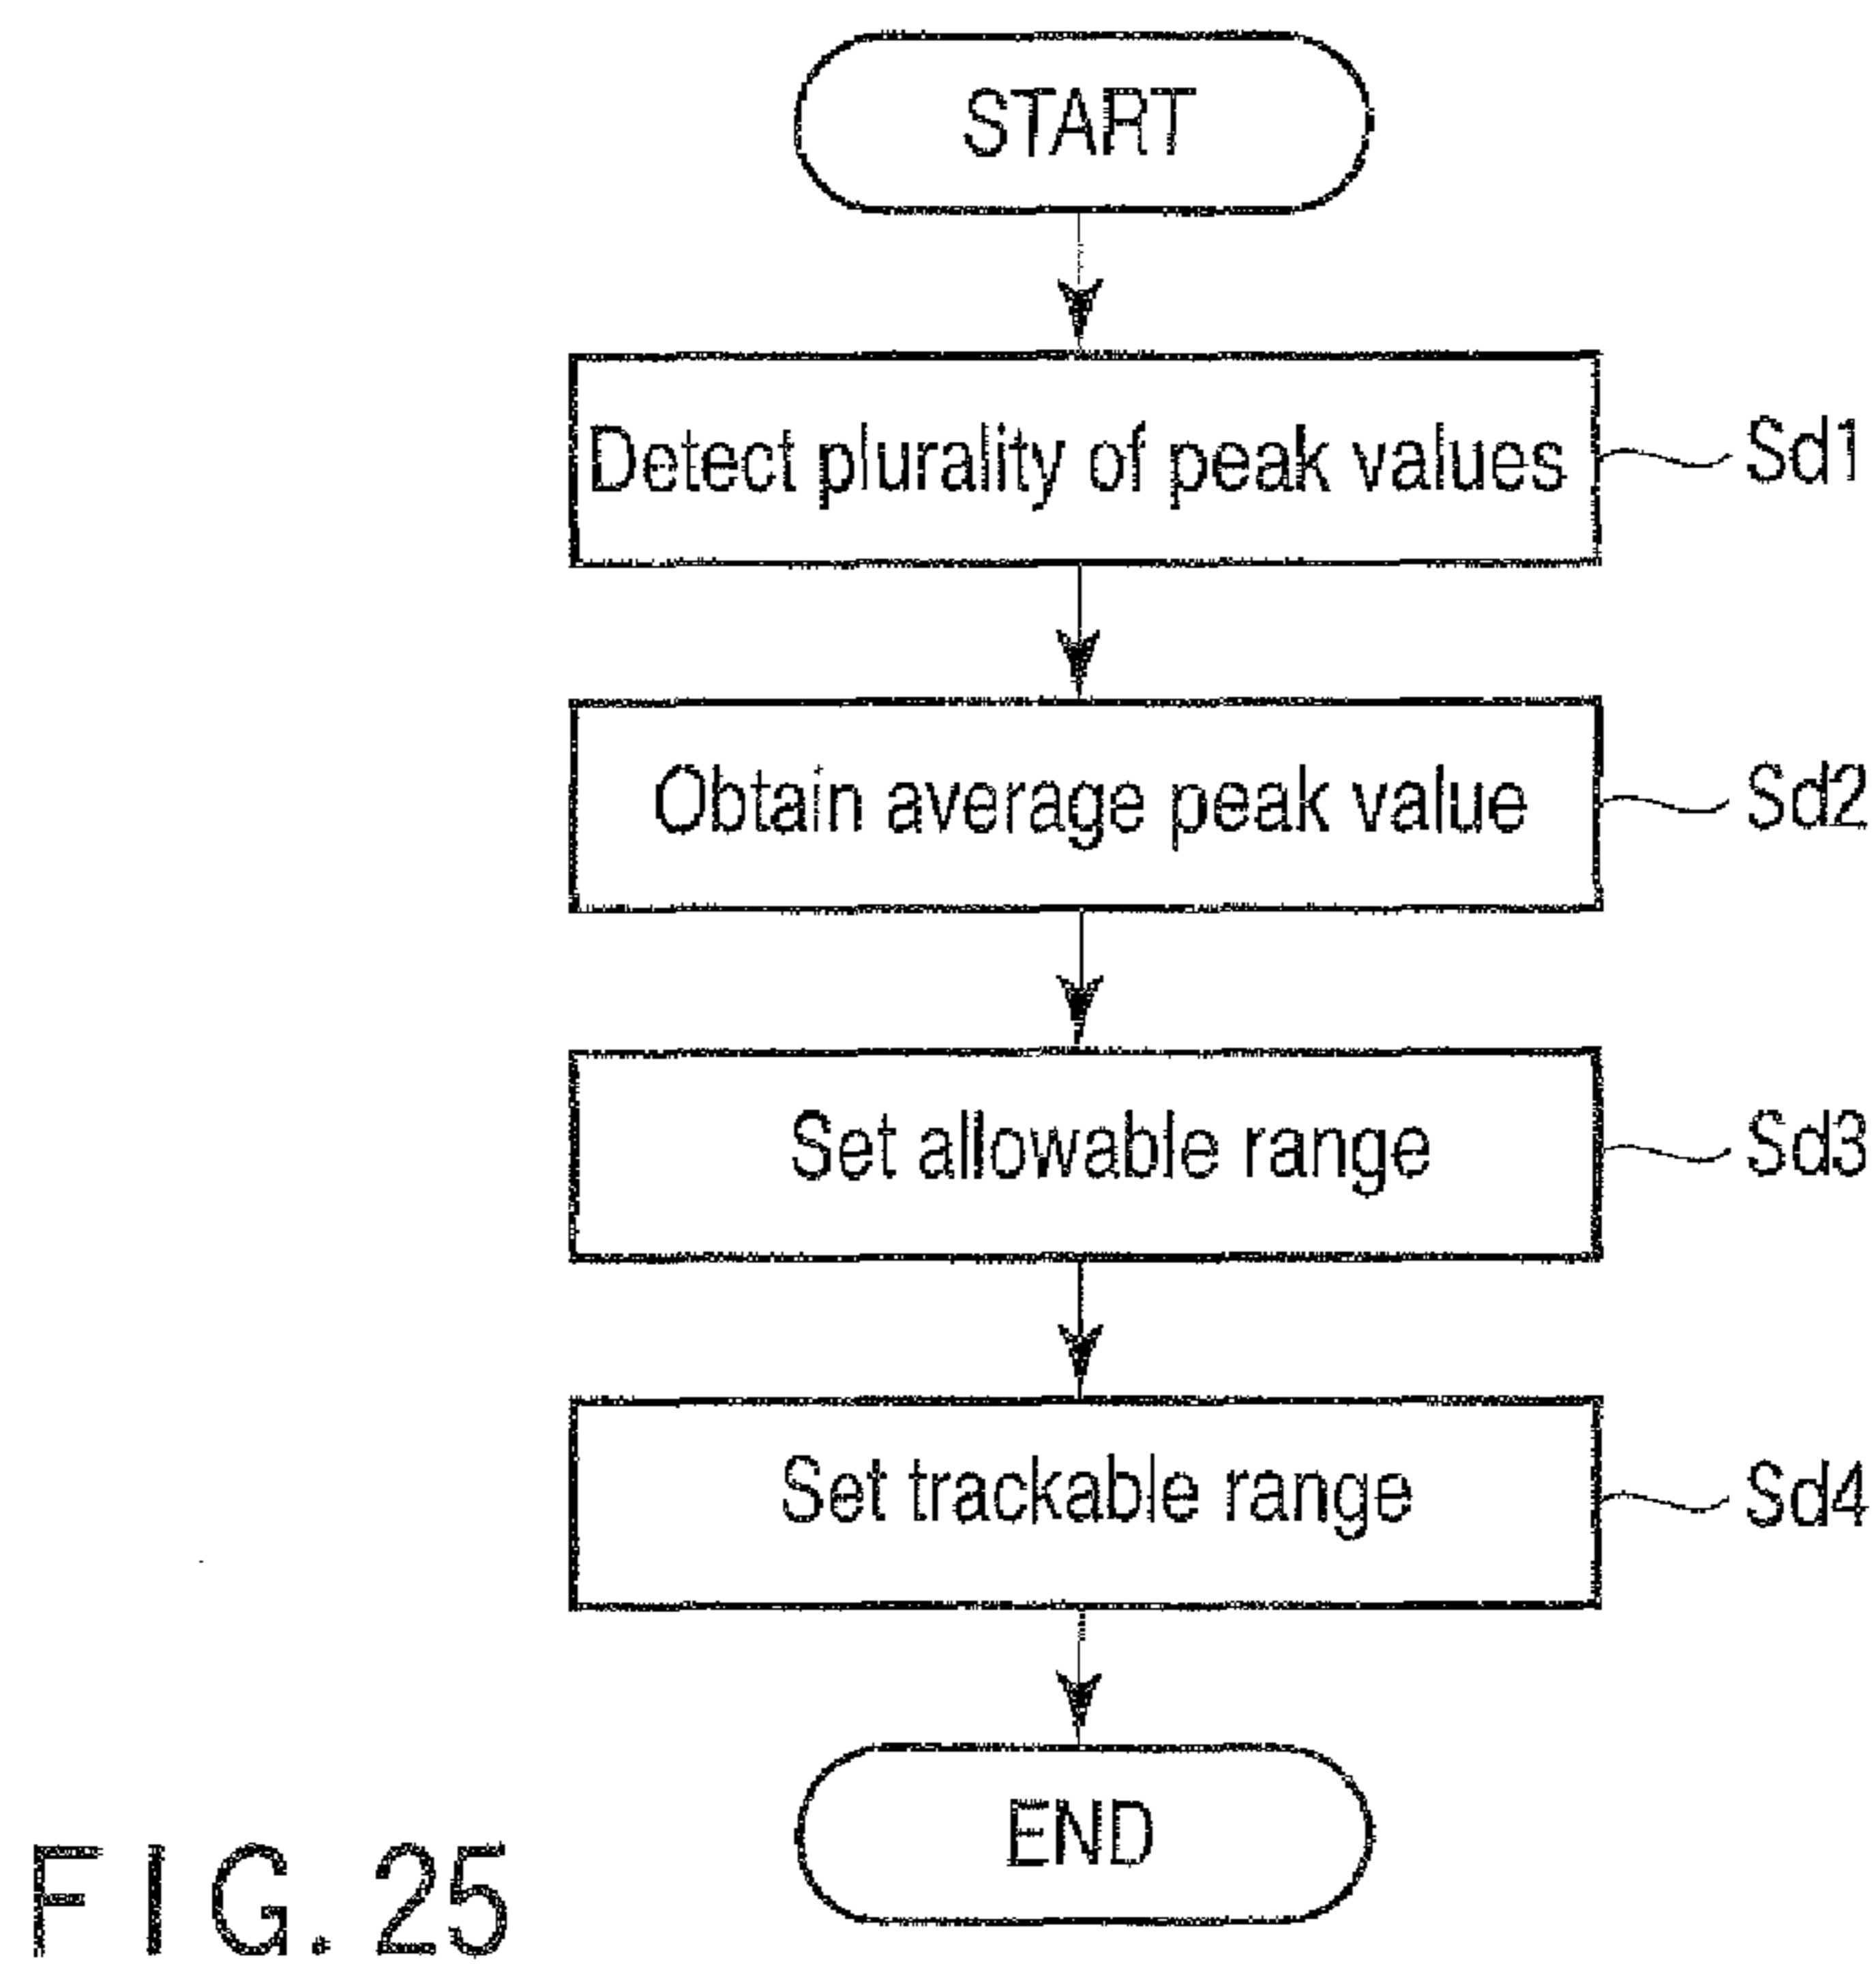 START
Detect plurality of peak values
Sd1
Obtain average peak value
Sd2
Set allowable range
Sd3
Set trackable range
Sd4
END
FIG.25